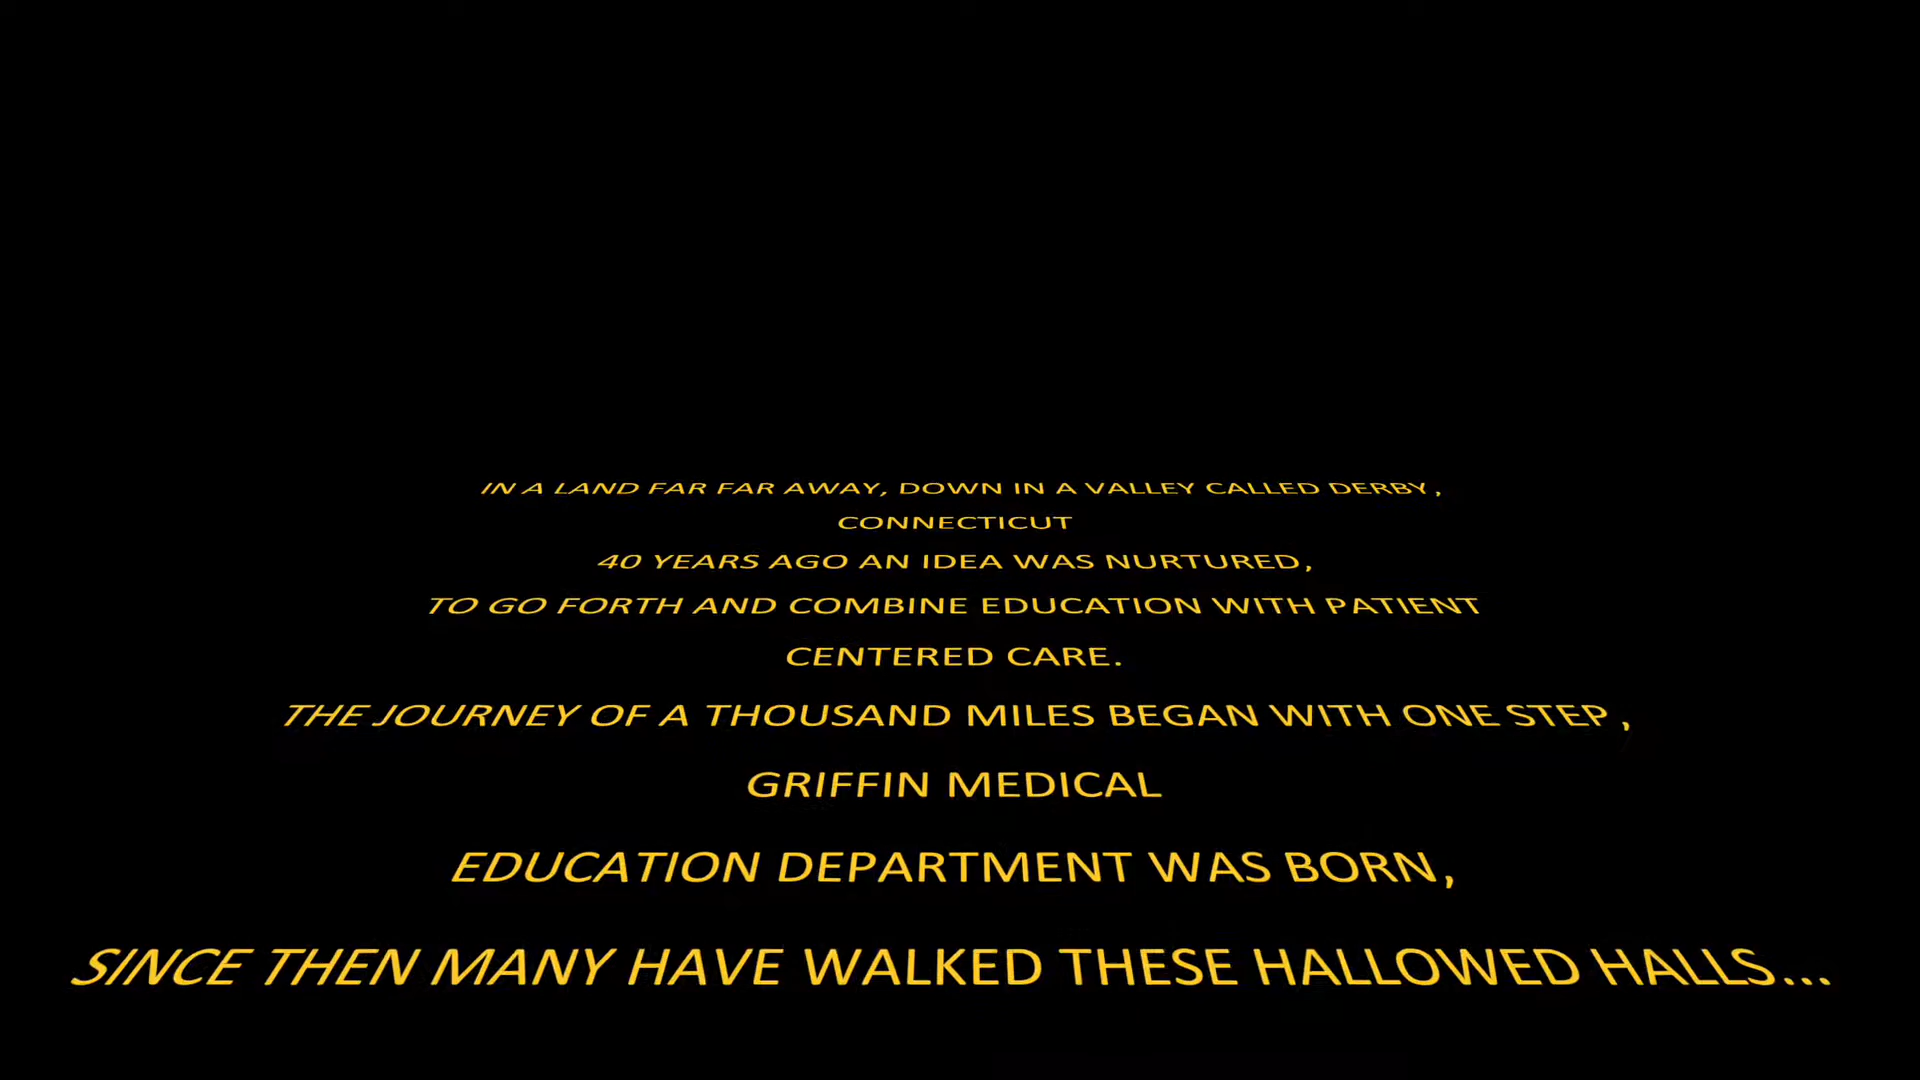 IN A LAND FAR FAR AWAY, DOWN IN A VALLEY CALLED DERBY,
CONNECTICUT
40 YEARS AGO AN IDEA WAS NURTURED,
TO GO FORTH AND COMBINE EDUCATION WITH PATIENT
CENTERED CARE.
THE JOURNEY OF A THOUSAND MILES BEGAN WITH ONE STEP,
GRIFFIN MEDICAL
EDUCATION DEPARTMENT WAS BORN,
SINCE THEN MANY HAVE WALKED THESE HALLOWED HALLS...